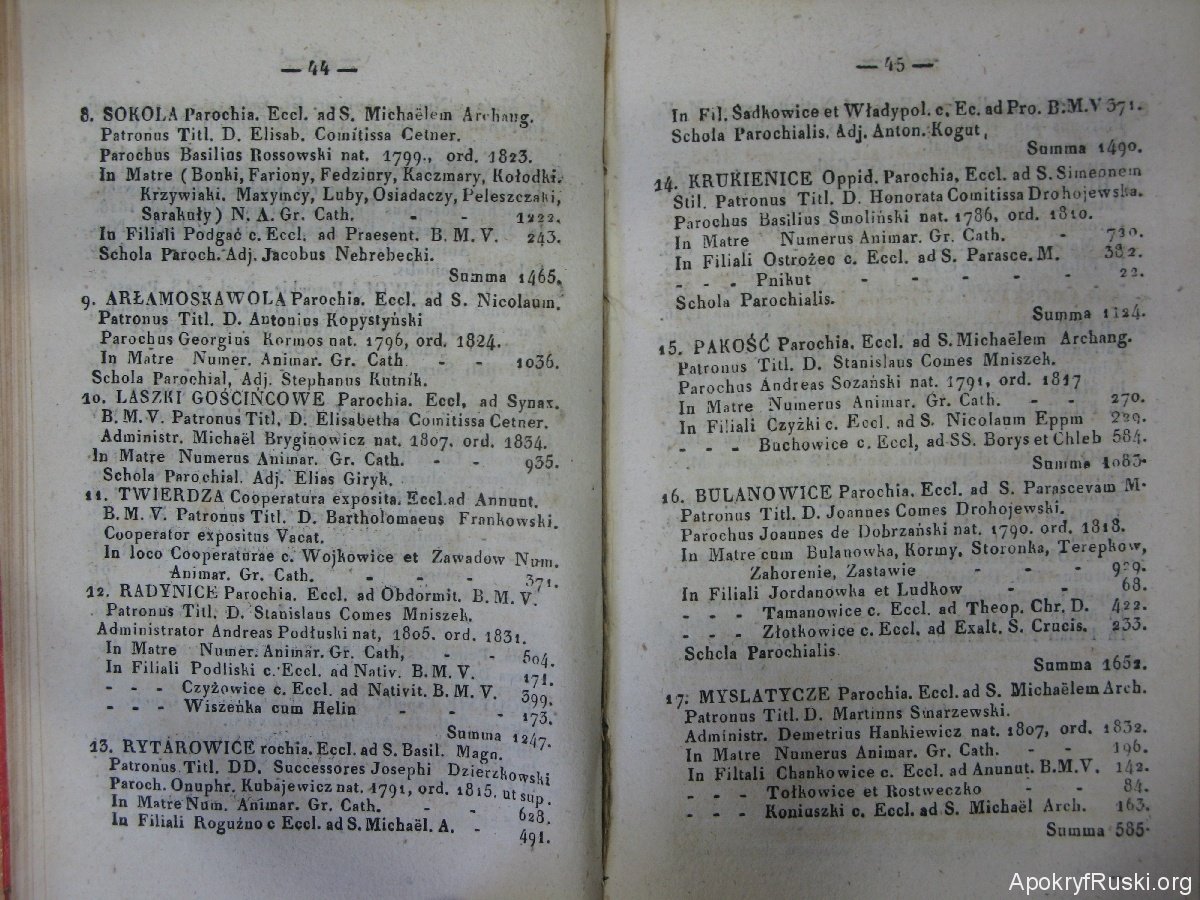 — 44 —
8. SOKOLA Parochia. Eccl. ad S. Michaëlem Archang.
Patronus Titl. D. Elisab. Comitissa Cetner.
Parochus Basilius Rossowski nat. 1799., ord. 1823.
In Matre (Bonki, Fariony, Fedziury, Kaczmary, Kołodki.
Krzywiaki. Maxymcy, Luby, Osiadaczy, Peleszczaki,
Sarakuły) N. A. Gr. Cath. - - 1222.
In Filiali Podgać c. Eccl. ad Praesent. B. M. V. 243.
Schola Paroch. Adj. Jacobus Nehrebecki.
Summa 1465.
9. ARŁAMOSKAWOLA Parochia. Eccl. ad S. Nicolaum.
Patronus Titl. D. Antonius Kopystyński
Parochus Georgius Kormos nat. 1796, ord. 1824.
In Matre Numer. Animar. Gr. Cath - - 1036.
Schola Parochial, Adj. Stephanus Kutnik.
10. LASZKI GOŚCIŃCOWE Parochia. Eccl, ad Synax.
B. M. V. Patronus Titl. D. Elisabetha Comitissa Cetner.
Administr. Michaël Bryginowicz nat. 1807, ord. 1834.
In Matre Numerus Animar. Gr. Cath. - - 935.
Schola Parochial. Adj. Elias Giryk.
11. TWIERDZA Cooperatura exposita. Eccl. ad Annunt.
B. M. V. Patronus Titl. D. Bartholomaeus Frankowski.
Cooperator expositus Vacat.
In loco Cooperaturae c. Wojkowice et Zawadow Num.
Animar. Gr. Cath. - - - 371.
12. RADYNICE Parochia. Eccl. ad Obdormit. B. M. V.
Patronus Titl. D. Stanislaus Comes Mniszek.
Administrator Andreas Podłuski nat, 1805. ord. 1831.
In Matre Numer. Animar. Gr. Cath, - - 504.
In Filiali Podliski c. Eccl. ad Nativ. B. M. V. 171.
- - - Czyżowice c. Eccl. ad Nativit. B. M. V. 399.
- - - Wiszenka cum Helin - - - 173.
Summa 1247.
13. RYTAROWICE rochia. Eccl. ad S. Basil. Magn.
Patronus Titl. DD. Successores Josephi Dzierzkowski
Paroch. Onuphr. Kubajewicz nat. 1791, ord. 1815. ut sup.
In Matre Num. Animar. Gr. Cath. - - 628.
In Filiali Roguźno c Eccl. ad S. Michaël. A. - 491.
— 45 —
In Fil. Sadkowice et Władypol. c. Ec. ad Pro. B. M. V 371.
Schola Parochialis. Adj. Anton. Kogut,
Summa 1490.
14. KRUKIENICE Oppid. Parochia. Eccl. ad S. Simeonem
Stil. Patronus Titl. D. Honorata Comitissa Drohojewska.
Parochus Basilius Smoliński nat. 1786, ord. 1810.
In Matre Numerus Animar. Gr. Cath. - 720.
In Filiali Ostrożec c. Eccl. ad S. Parasce. M. 382.
- - - Pnikut - - - - - 22.
Schola Parochialis.
Summa 1124.
15. PAKOŚĆ Parochia. Eccl. ad S. Michaëlem Archang.
Patronus Titl. D. Stanislaus Comes Mniszek.
Parochus Andreas Sozański nat. 1791, ord. 1817
In Matre Numerus Animar. Gr. Cath. - - 270.
In Filiali Czyżki c. Eccl. ad S. Nicolaum Eppm 229.
- - - Buchowice c. Eccl, ad SS. Borys et Chleb 584.
Summa 1083.
16. BULANOWICE Parochia. Eccl. ad S. Parascevam M.
Patronus Titl. D. Joannes Comes Drohojewski.
Parochus Joannes de Dobrzański nat. 1790. ord. 1818.
In Matre cum Bulanowka, Kormy, Storonka, Terepkow,
Zahorenie, Zastawie - - - 929.
In Filiali Jordanowka et Ludkow - - 68.
- - - Tamanowice c. Eccl. ad Theop. Chr. D. 422.
- - - Złotkowice c. Eccl. ad Exalt. S. Crucis. 233.
Schcla Parochialis
Summa 1652.
17. MYSLATYCZE Parochia. Eccl. ad S. Michaëlem Arch.
Patronus Titl. D. Martinus Smarzewski.
Administr. Demetrius Hankiewicz nat. 1807, ord. 1832.
In Matre Numerus Animar. Gr. Cath. - - 196.
In Filtali Chankowice c. Eccl. ad Anunut. B. M. V. 142.
- - - Tołkowice et Rostweczko - - 84.
- - - Koniuszki c. Eccl. ad S. Michaël Arch. 163.
Summa 585.
ApokryfRuski.org